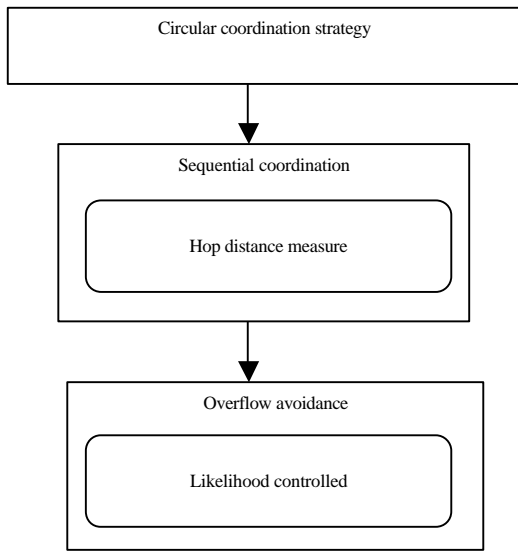 Circular coordination strategy
Sequential coordination
Hop distance measure
Overflow avoidance
Likelihood controlled